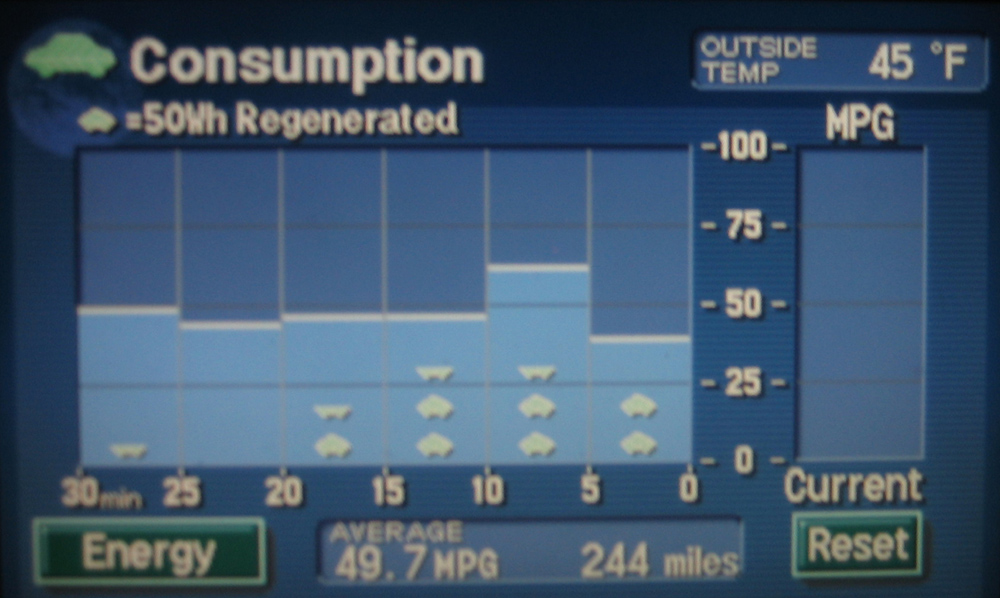 Consumption
OUTSIDE TEMP 45 °F
=50Wh Regenerated
MPG
-100-
- 75 -
- 50 -
- 25 -
- 0 -
30min 25 20 15 10 5 0
Current
Energy
AVERAGE
49.7 MPG 244 miles
Reset